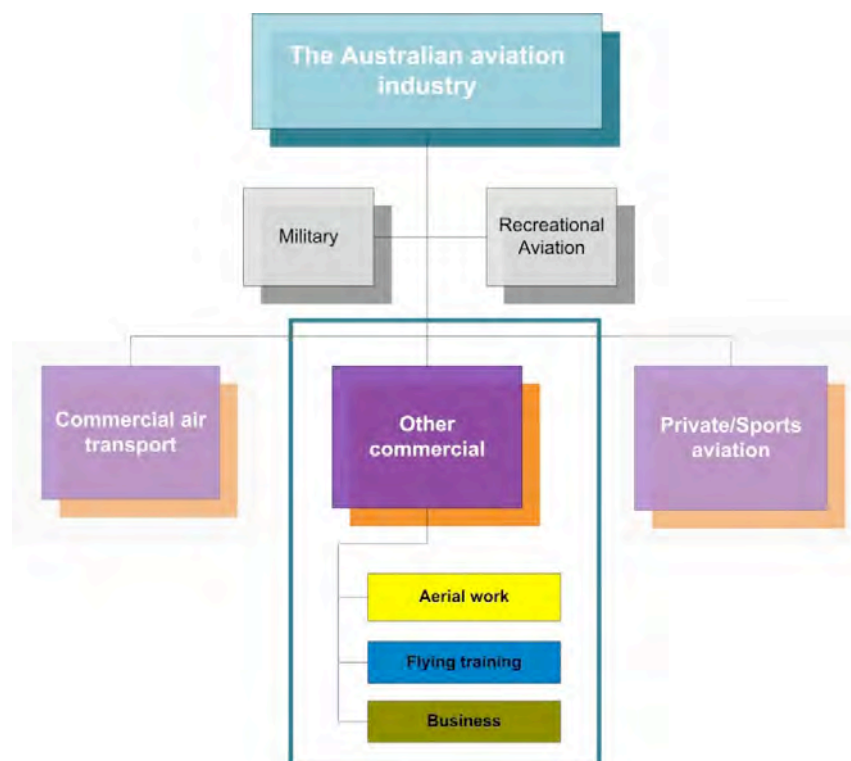 The Australian aviation
industry
Military
Recreational
Aviation
Commercial air
transport
Other
commercial
Private/Sports
aviation
Aerial work
Flying training
Business